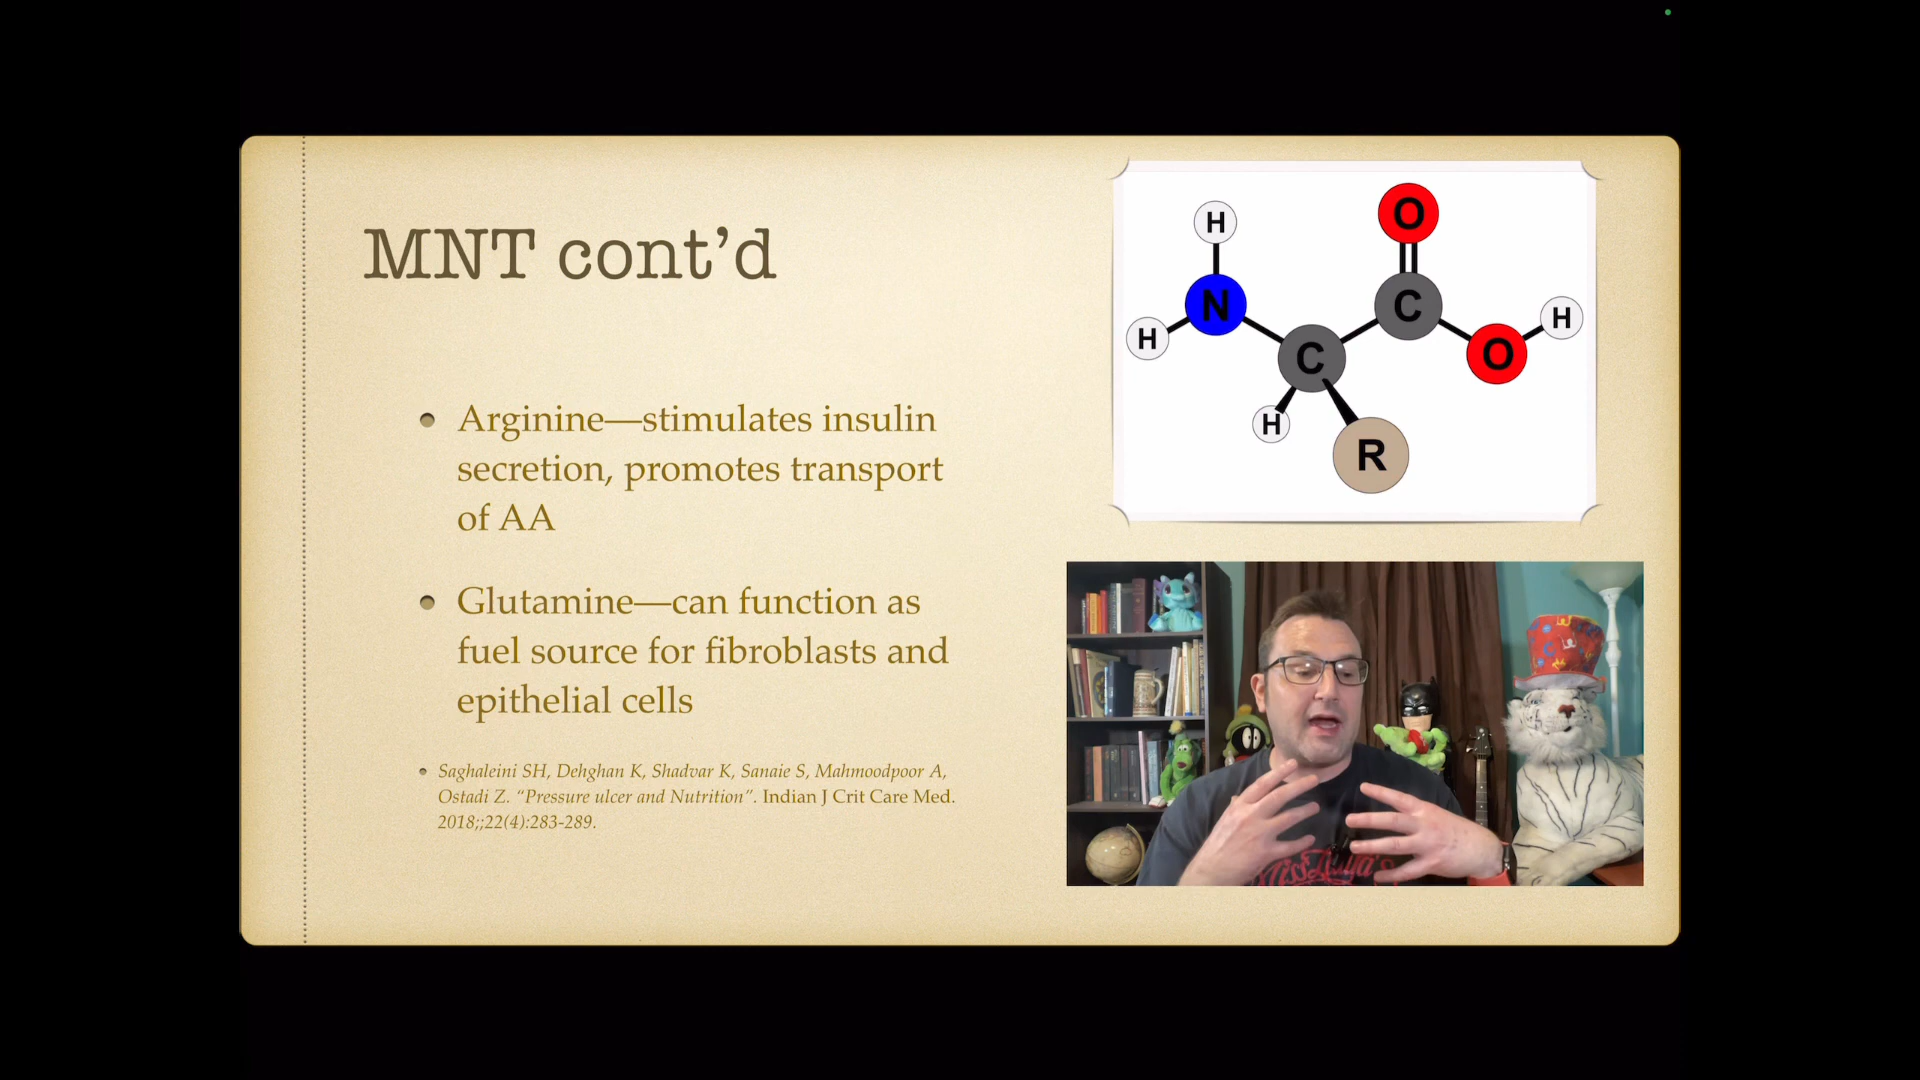 MNT cont’d
Arginine—stimulates insulin
secretion, promotes transport
of AA
Glutamine—can function as
fuel source for fibroblasts and
epithelial cells
Saghaleini SH, Dehghan K, Shadvar K, Sanaie S, Mahmoodpoor A,
Ostadi Z. “Pressure ulcer and Nutrition”. Indian J Crit Care Med.
2018;;22(4):283-289.
H
O
N
C
H
H
C
O
H
R